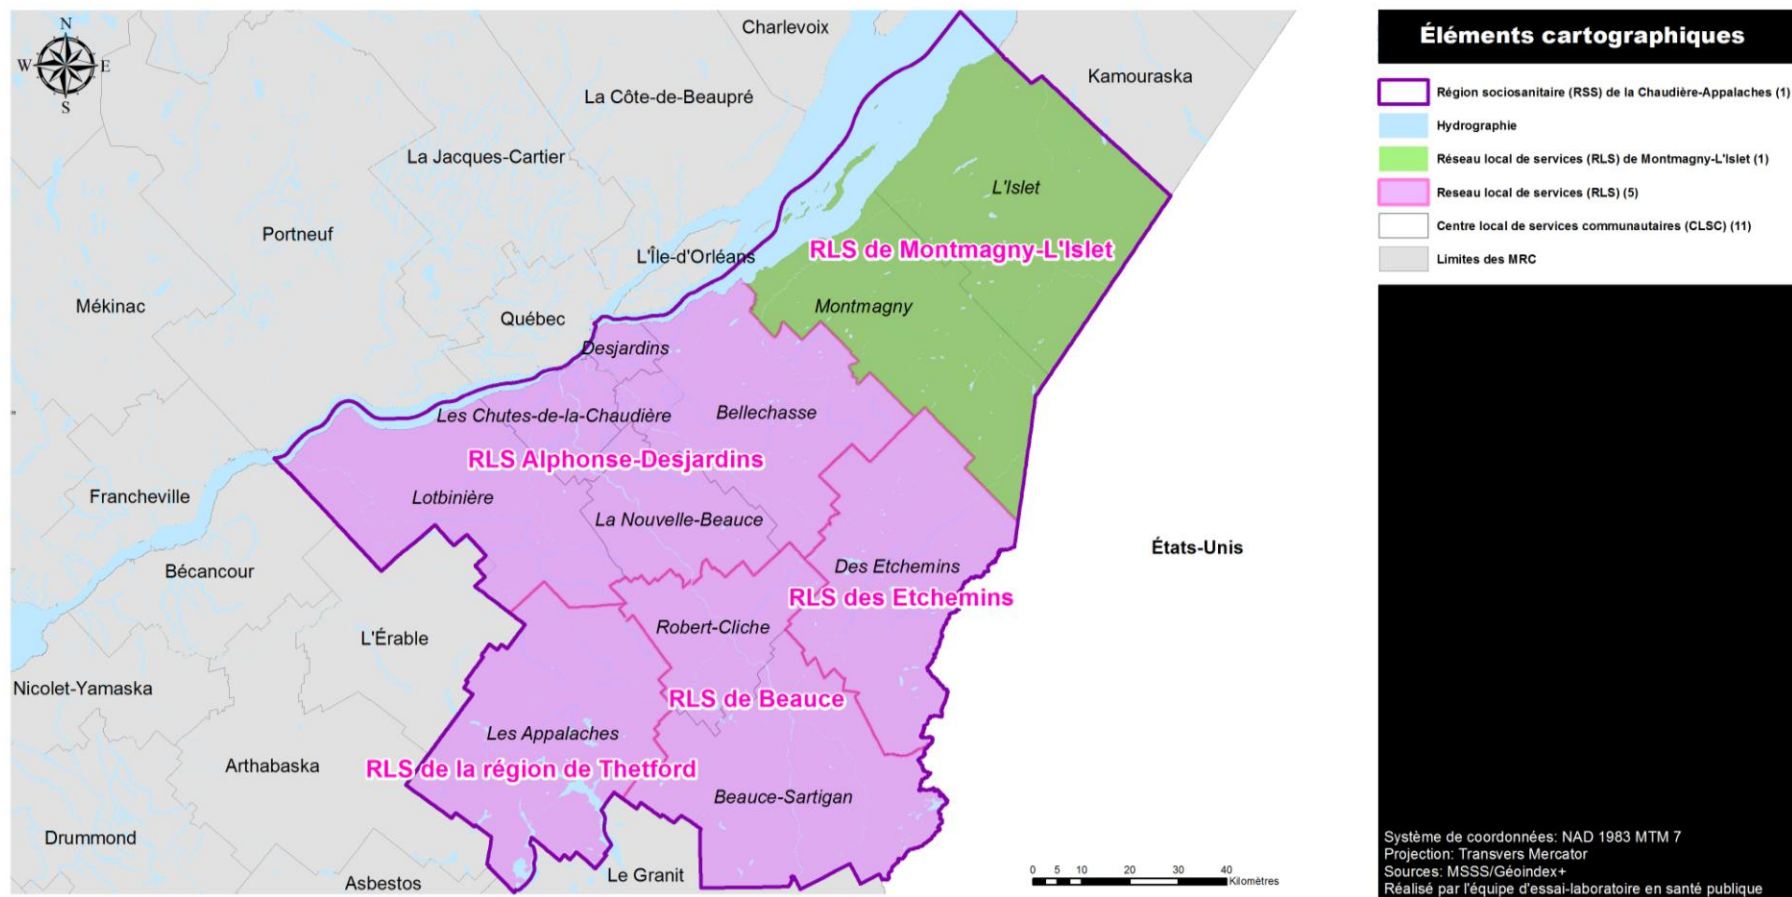 N
W E
S
Charlevoix
Kamouraska
La Côte-de-Beaupré
La Jacques-Cartier
L'Islet
Portneuf
RLS de Montmagny-L'Islet
L'Île-d'Orléans
Mékinac
Montmagny
Québec
Desjardins
Les Chutes-de-la-Chaudière
Bellechasse
RLS Alphonse-Desjardins
Francheville
Lotbinière
La Nouvelle-Beauce
États-Unis
Bécancour
Des Etchemins
RLS des Etchemins
Robert-Cliche
L'Érable
Nicolet-Yamaska
RLS de Beauce
Les Appalaches
Arthabaska
RLS de la région de Thetford
Beauce-Sartigan
Drummond
Le Granit
Asbestos
0 5 10 20 30 40
Kilomètres
Éléments cartographiques
Région sociosanitaire (RSS) de la Chaudière-Appalaches (1)
Hydrographie
Réseau local de services (RLS) de Montmagny-L'Islet (1)
Reseau local de services (RLS) (5)
Centre local de services communautaires (CLSC) (11)
Limites des MRC
Système de coordonnées: NAD 1983 MTM 7
Projection: Transvers Mercator
Sources: MSSS/Géoindex+
Réalisé par l'équipe d'essai-laboratoire en santé publique